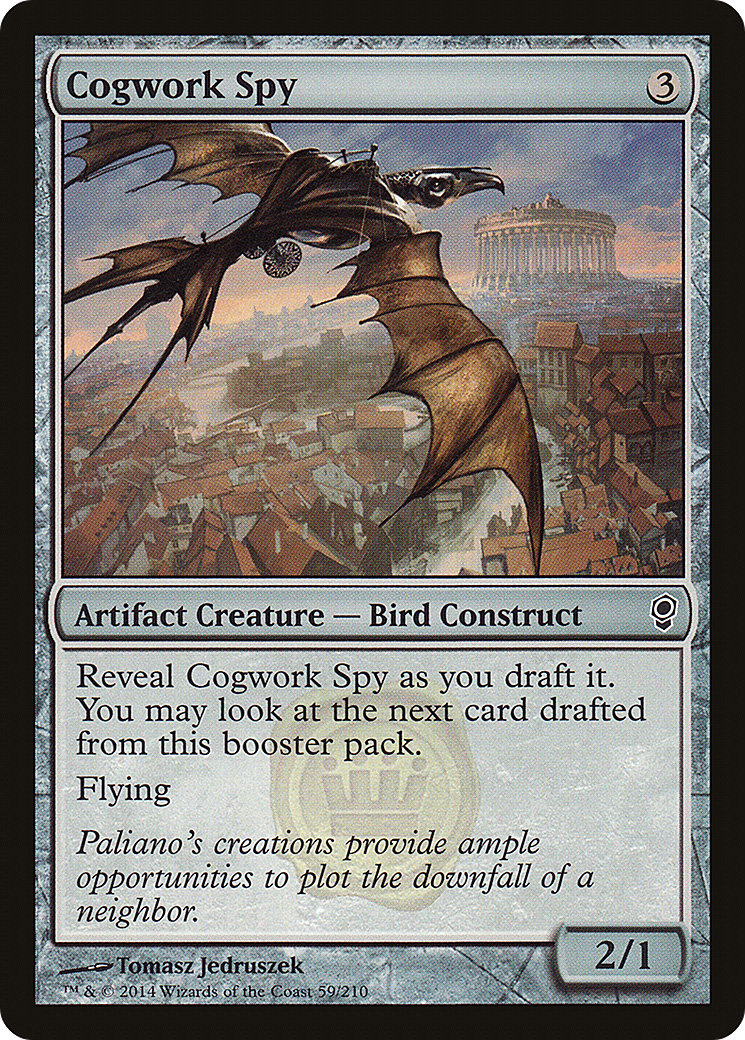 Cogwork Spy
3
Artifact Creature — Bird Construct
Reveal Cogwork Spy as you draft it.
You may look at the next card drafted
from this booster pack.
Flying
Paliano's creations provide ample
opportunities to plot the downfall of a
neighbor.
2/1
Tomasz Jedruszek
™ & © 2014 Wizards of the Coast 59/210